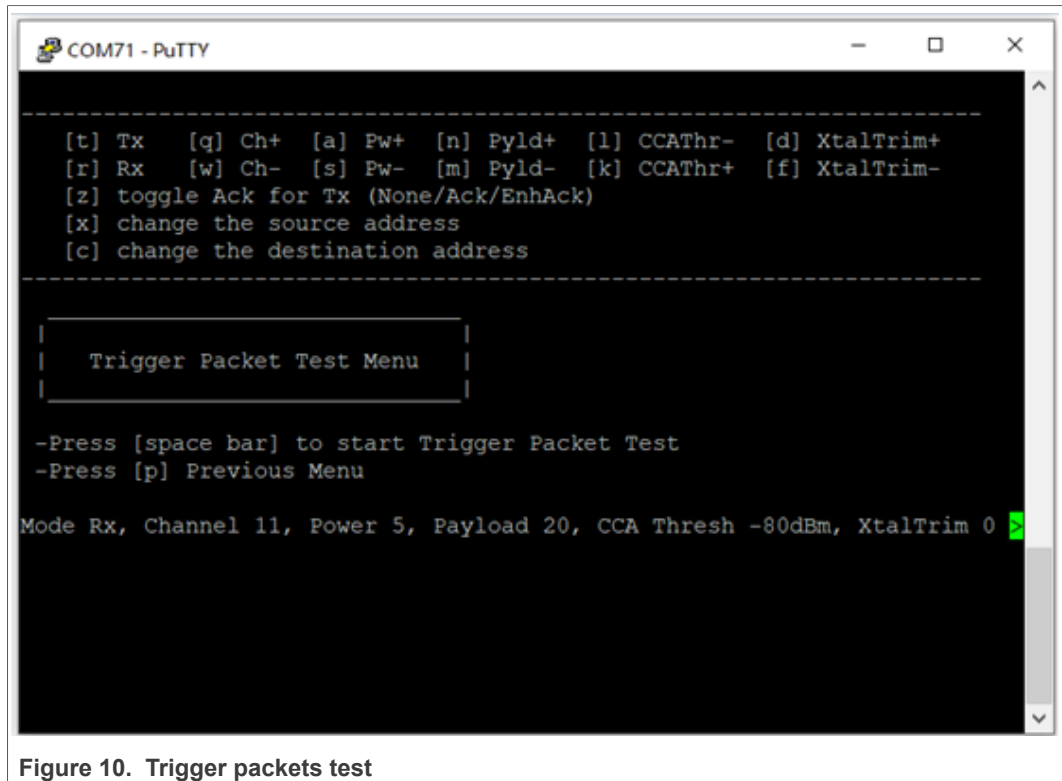 COM71 - PuTTY
--------------------------------------------------------------------
[t] Tx [q] Ch+ [a] Pw+ [n] Pyld+ [l] CCAThr- [d] XtalTrim+
[r] Rx [w] Ch- [s] Pw- [m] Pyld- [k] CCAThr+ [f] XtalTrim-
[z] toggle Ack for Tx (None/Ack/EnhAck)
[x] change the source address
[c] change the destination address
--------------------------------------------------------------------
| Trigger Packet Test Menu |
-Press [space bar] to start Trigger Packet Test
-Press [p] Previous Menu
Mode Rx, Channel 11, Power 5, Payload 20, CCA Thresh -80dBm, XtalTrim 0 >
Figure 10. Trigger packets test